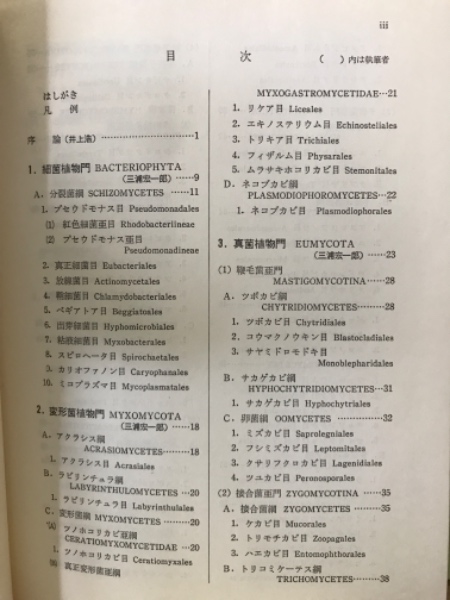 iii
目　　次　　（　）内は執筆者
はしがき
凡　例
序　論（井上浩）…………………………1
1. 細菌植物門 BACTERIOPHYTA
（三浦宏一郎）……9
A. 分裂菌綱 SCHIZOMYCETES ……11
1. プセウドモナス目 Pseudomonadales
(1) 紅色細菌亜目 Rhodobacteriineae
(2) プセウドモナス亜目
Pseudomonadineae
2. 真正細菌目 Eubacteriales
3. 放線菌目 Actinomycetales
4. 鞘細菌目 Chlamydobacteriales
5. ベギアトア目 Beggiatoales
6. 出芽細菌目 Hyphomicrobiales
7. 粘液細菌目 Myxobacterales
8. スピロヘータ目 Spirochaetales
9. カリオファノン目 Caryophanales
10. ミコプラズマ目 Mycoplasmatales
2. 変形菌植物門 MYXOMYCOTA
（三浦宏一郎）……18
A. アクラシス綱
ACRASIOMYCETES………18
1. アクラシス目 Acrasiales
B. ラビリンチュラ綱
LABYRINTHULOMYCETES …20
1. ラビリンチュラ目 Labyrinthulales
C. 変形菌綱 MYXOMYCETES ………20
(1) ツノホコリカビ亜綱
CERATIOMYXOMYCETIDAE …20
1. ツノホコリカビ目 Ceratiomyxales
真正変形菌亜綱
MYXOGASTROMYCETIDAE…21
1. リケア目 Liceales
2. エキノステリウム目 Echinosteliales
3. トリキア目 Trichiales
4. フィザルム目 Physarales
5. ムラサキホコリカビ目 Stemonitales
D. ネコブカビ綱
PLASMODIOPHOROMYCETES…22
1. ネコブカビ目 Plasmodiophorales
3. 真菌植物門 EUMYCOTA
（三浦宏一郎）……23
(1) 鞭毛菌亜門
MASTIGOMYCOTINA ……28
A. ツボカビ綱
CHYTRIDIOMYCETES………28
1. ツボカビ目 Chytridiales
2. コウマクノウキン目 Blastocladiales
3. サヤミドロモドキ目
Monoblepharidales
B. サカゲカビ綱
HYPHOCHYTRIDIOMYCETES…31
1. サカゲカビ目 Hyphochytriales
C. 卵菌綱 OOMYCETES ……………32
1. ミズカビ目 Saprolegniales
2. フシミズカビ目 Leptomitales
3. クサリフクロカビ目 Lagenidiales
4. ツユカビ目 Peronosporales
(2) 接合菌亜門 ZYGOMYCOTINA ……35
A. 接合菌綱 ZYGOMYCETES ………35
1. ケカビ目 Mucorales
2. トリモチカビ目 Zoopagales
3. ハエカビ目 Entomophthorales
B. トリコミケーテス綱
TRICHOMYCETES…………38